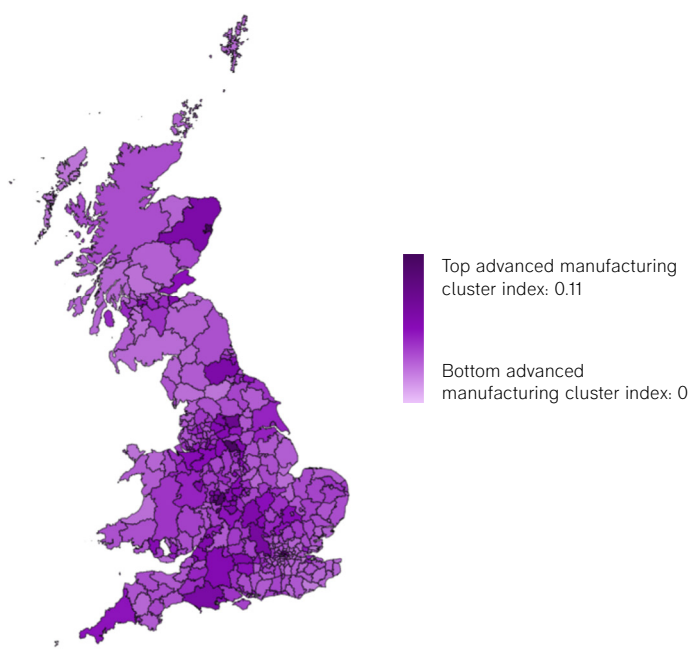 Top advanced manufacturing
cluster index: 0.11
Bottom advanced
manufacturing cluster index: 0